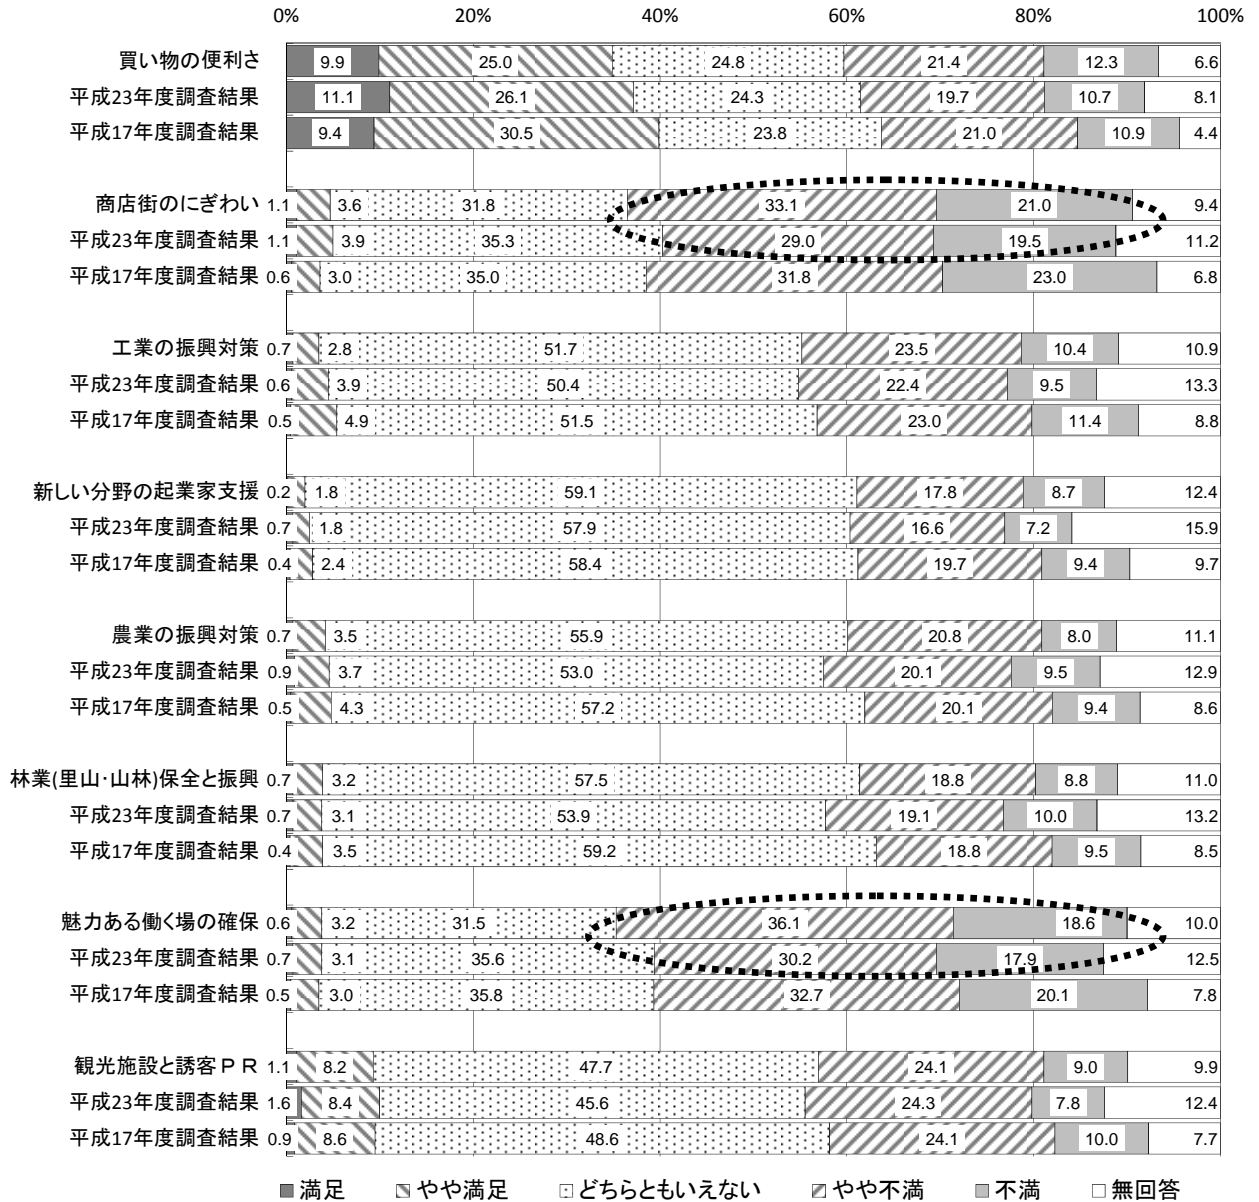 0% 20% 40% 60% 80% 100%
買い物の便利さ 9.9 25.0 24.8 21.4 12.3 6.6
平成23年度調査結果 11.1 26.1 24.3 19.7 10.7 8.1
平成17年度調査結果 9.4 30.5 23.8 21.0 10.9 4.4
商店街のにぎわい 1.1 3.6 31.8 33.1 21.0 9.4
平成23年度調査結果 1.1 3.9 35.3 29.0 19.5 11.2
平成17年度調査結果 0.6 3.0 35.0 31.8 23.0 6.8
工業の振興対策 0.7 2.8 51.7 23.5 10.4 10.9
平成23年度調査結果 0.6 3.9 50.4 22.4 9.5 13.3
平成17年度調査結果 0.5 4.9 51.5 23.0 11.4 8.8
新しい分野の起業家支援 0.2 1.8 59.1 17.8 8.7 12.4
平成23年度調査結果 0.7 1.8 57.9 16.6 7.2 15.9
平成17年度調査結果 0.4 2.4 58.4 19.7 9.4 9.7
農業の振興対策 0.7 3.5 55.9 20.8 8.0 11.1
平成23年度調査結果 0.9 3.7 53.0 20.1 9.5 12.9
平成17年度調査結果 0.5 4.3 57.2 20.1 9.4 8.6
林業(里山・山林)保全と振興 0.7 3.2 57.5 18.8 8.8 11.0
平成23年度調査結果 0.7 3.1 53.9 19.1 10.0 13.2
平成17年度調査結果 0.4 3.5 59.2 18.8 9.5 8.5
魅力ある働く場の確保 0.6 3.2 31.5 36.1 18.6 10.0
平成23年度調査結果 0.7 3.1 35.6 30.2 17.9 12.5
平成17年度調査結果 0.5 3.0 35.8 32.7 20.1 7.8
観光施設と誘客ＰＲ 1.1 8.2 47.7 24.1 9.0 9.9
平成23年度調査結果 1.6 8.4 45.6 24.3 7.8 12.4
平成17年度調査結果 0.9 8.6 48.6 24.1 10.0 7.7
満足 やや満足 どちらともいえない やや不満 不満 無回答